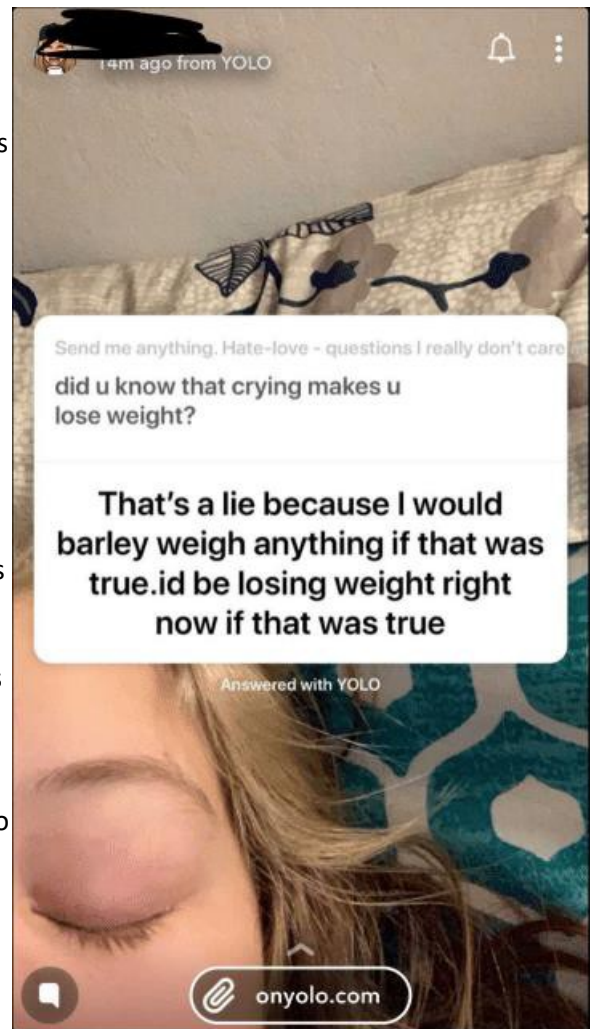 14m ago from YOLO
s
Send me anything. Hate-love - questions I really don't care
did u know that crying makes u
lose weight?
That's a lie because I would
barley weigh anything if that was
true.id be losing weight right
now if that was true
s
Answered with YOLO
s
onyolo.com